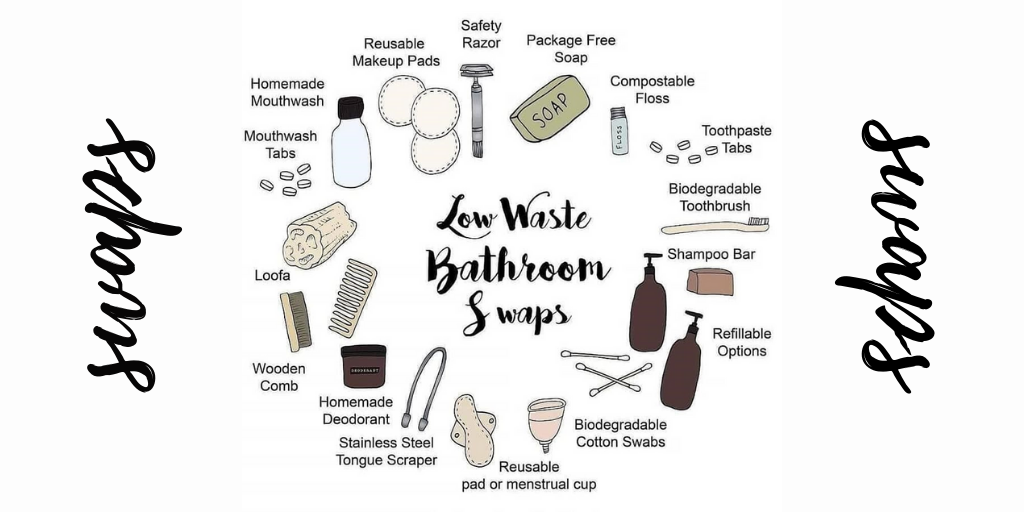 swaps
Safety
Razor
Reusable
Makeup Pads
Package Free
Soap
Homemade
Mouthwash
SOAP
Compostable
Floss
FLOSS
Mouthwash
Tabs
Toothpaste
Tabs
Biodegradable
Toothbrush
Low Waste
Bathroom
Swaps
Loofa
Shampoo Bar
Refillable
Options
Wooden
Comb
DEODORANT
Homemade
Deodorant
Stainless Steel
Tongue Scraper
Biodegradable
Cotton Swabs
Reusable
pad or menstrual cup
swaps